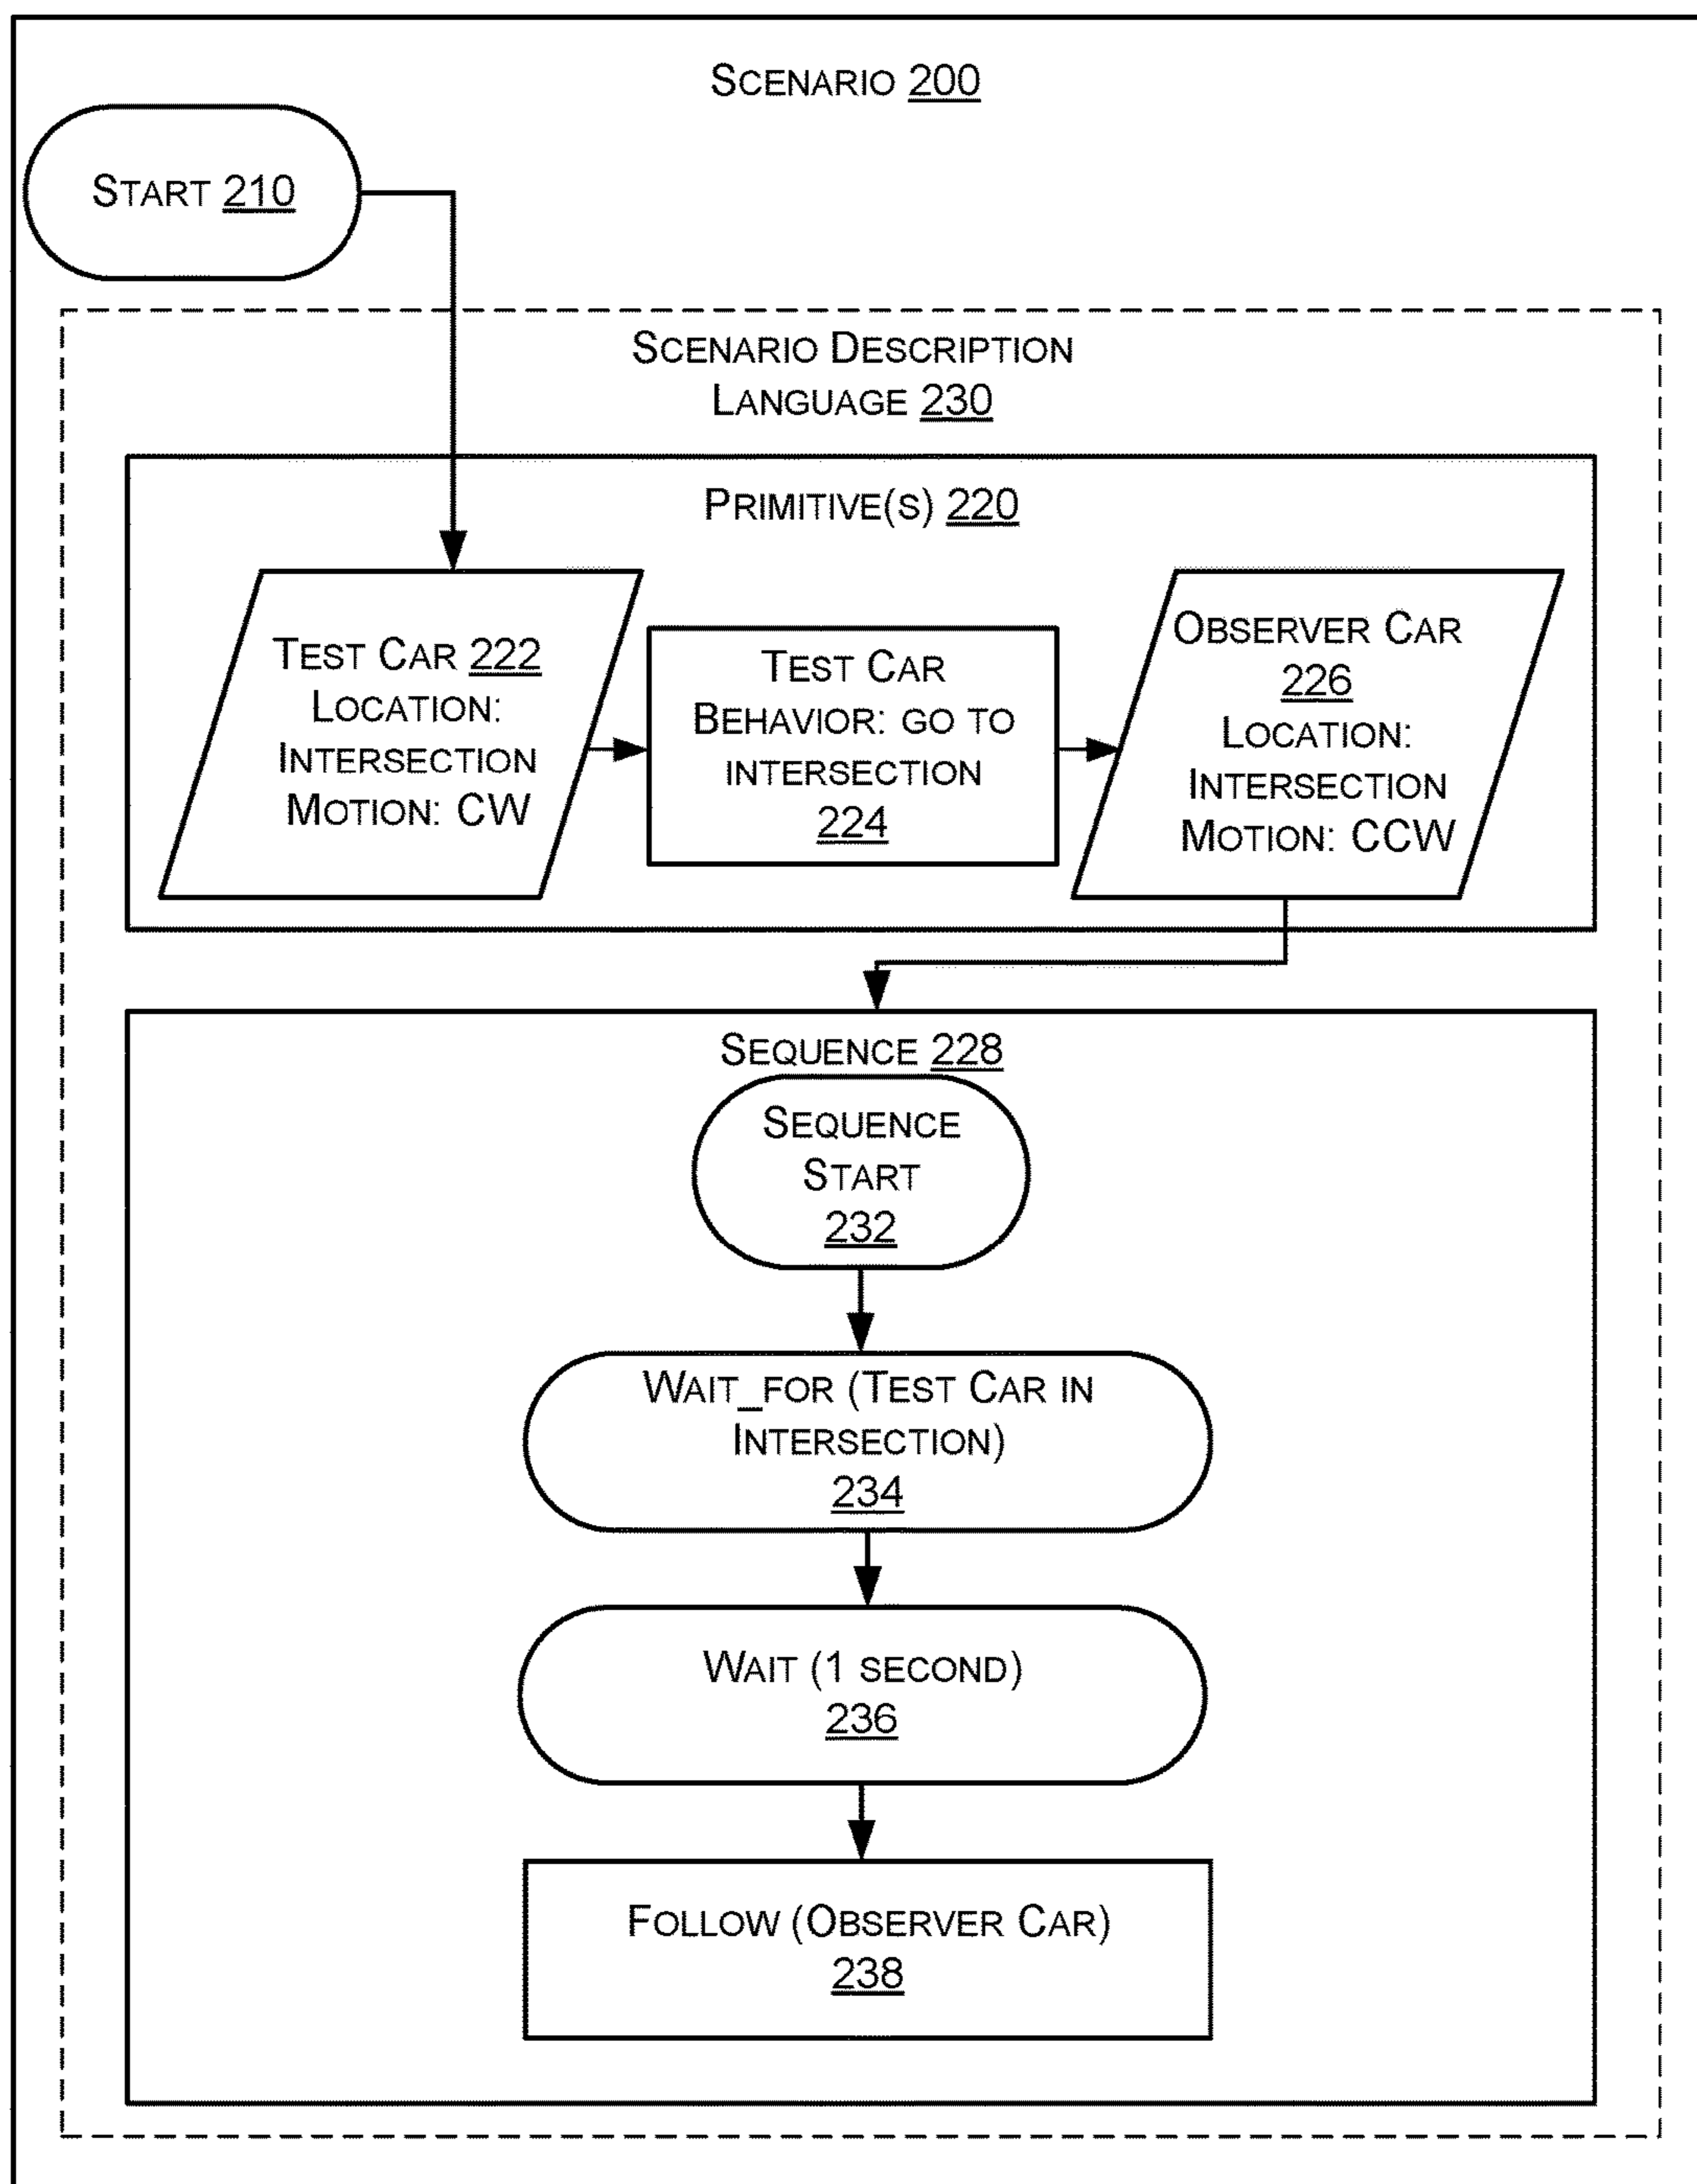 SCENARIO 200
START 210
SCENARIO DESCRIPTION
LANGUAGE 230
PRIMITIVE(S) 220
TEST CAR 222
LOCATION:
INTERSECTION
MOTION: CW
TEST CAR
BEHAVIOR: GO TO
INTERSECTION
224
OBSERVER CAR
226
LOCATION:
INTERSECTION
MOTION: CCW
SEQUENCE 228
SEQUENCE
START
232
WAIT_FOR (TEST CAR IN
INTERSECTION)
234
WAIT (1 SECOND)
236
FOLLOW (OBSERVER CAR)
238